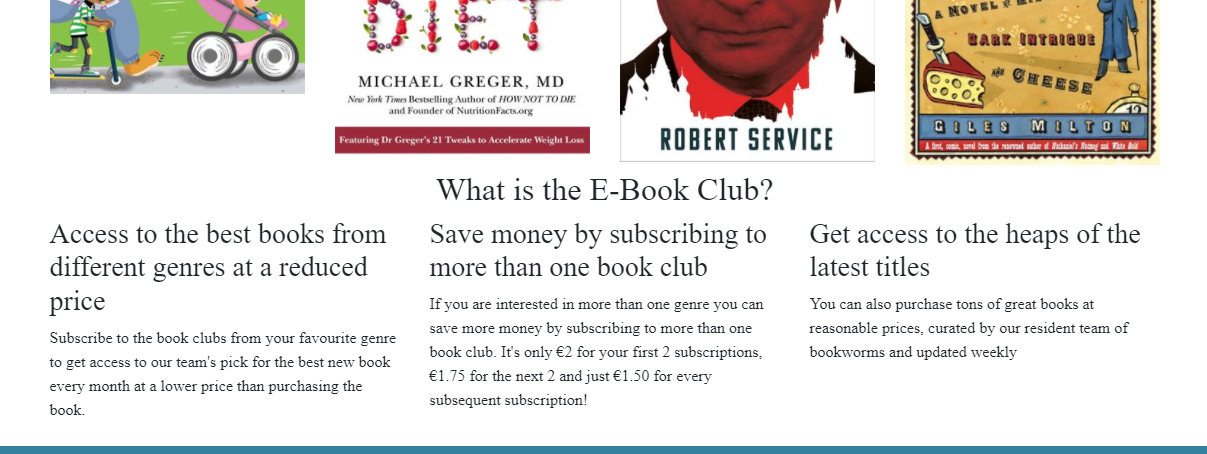 DIET
MICHAEL GREGER, MD
New York Times Bestselling Author of HOW NOT TO DIE
and Founder of NutritionFacts.org
Featuring Dr Greger's 21 Tweaks to Accelerate Weight Loss
ROBERT SERVICE
A NOVEL
DARK INTRIGUE
AND CHEESE
GILES MILTON
A first, comic, novel from the renowned author of Nathaniel's Nutmeg and White Gold
What is the E-Book Club?
Access to the best books from
different genres at a reduced
price
Subscribe to the book clubs from your favourite genre
to get access to our team's pick for the best new book
every month at a lower price than purchasing the
book.
Save money by subscribing to
more than one book club
If you are interested in more than one genre you can
save more money by subscribing to more than one
book club. It's only €2 for your first 2 subscriptions,
€1.75 for the next 2 and just €1.50 for every
subsequent subscription!
Get access to the heaps of the
latest titles
You can also purchase tons of great books at
reasonable prices, curated by our resident team of
bookworms and updated weekly